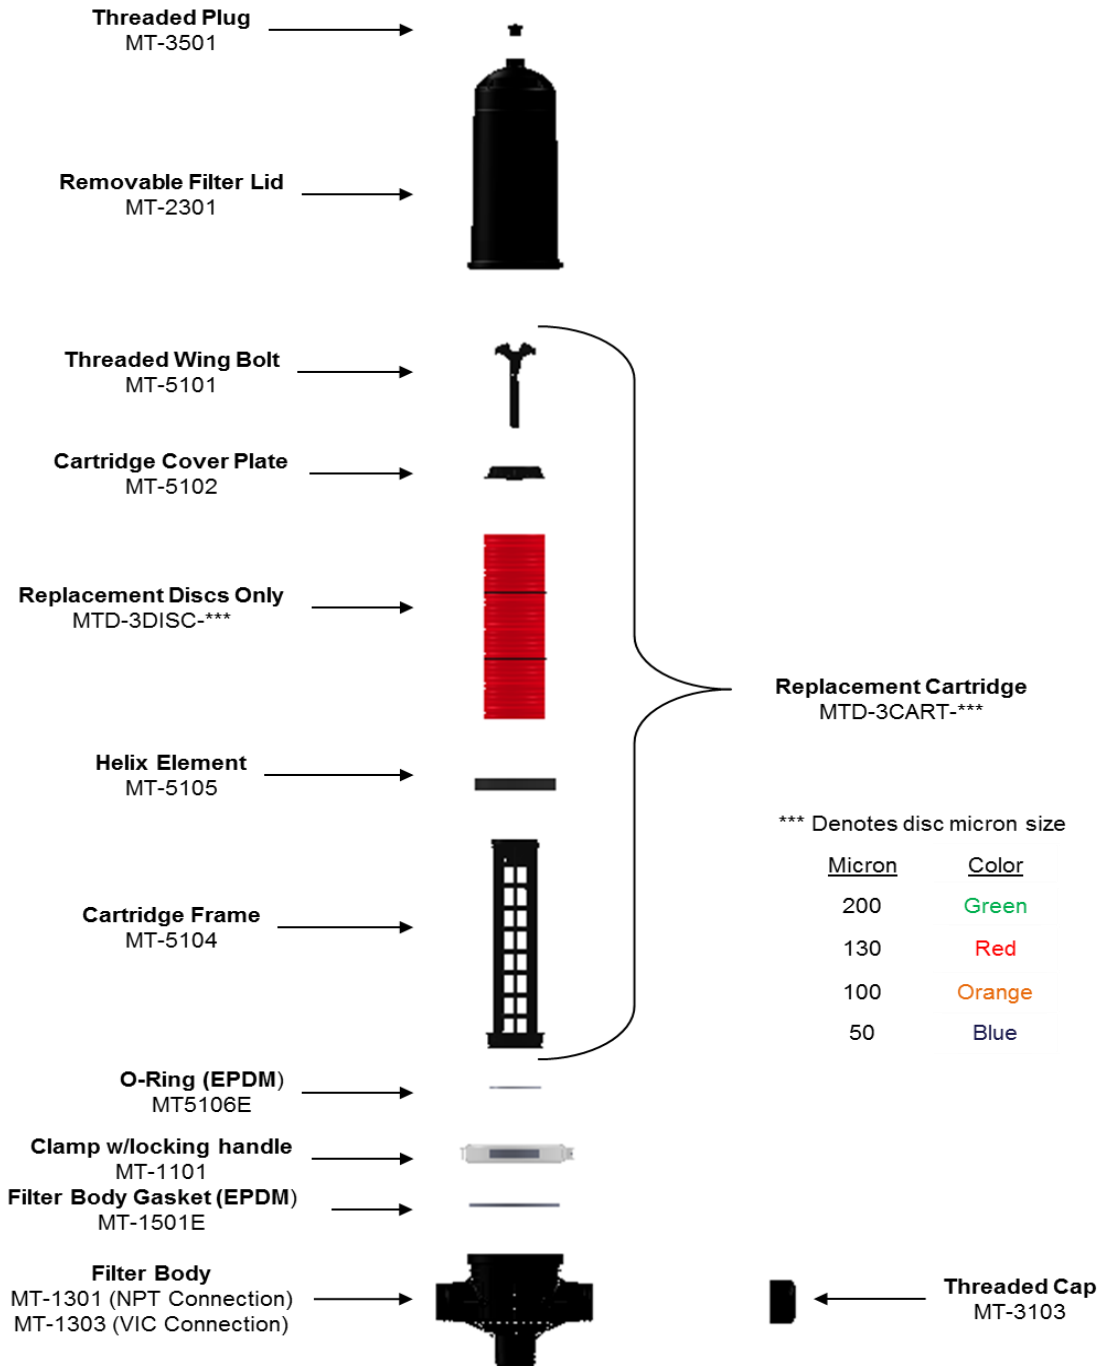 Threaded Plug
MT-3501
Removable Filter Lid
MT-2301
Threaded Wing Bolt
MT-5101
Cartridge Cover Plate
MT-5102
Replacement Discs Only
MTD-3DISC-***
Replacement Cartridge
MTD-3CART-***
Helix Element
MT-5105
*** Denotes disc micron size
Micron Color
200 Green
130 Red
100 Orange
50 Blue
Cartridge Frame
MT-5104
O-Ring (EPDM)
MT5106E
Clamp w/locking handle
MT-1101
Filter Body Gasket (EPDM)
MT-1501E
Filter Body
MT-1301 (NPT Connection)
MT-1303 (VIC Connection)
Threaded Cap
MT-3103